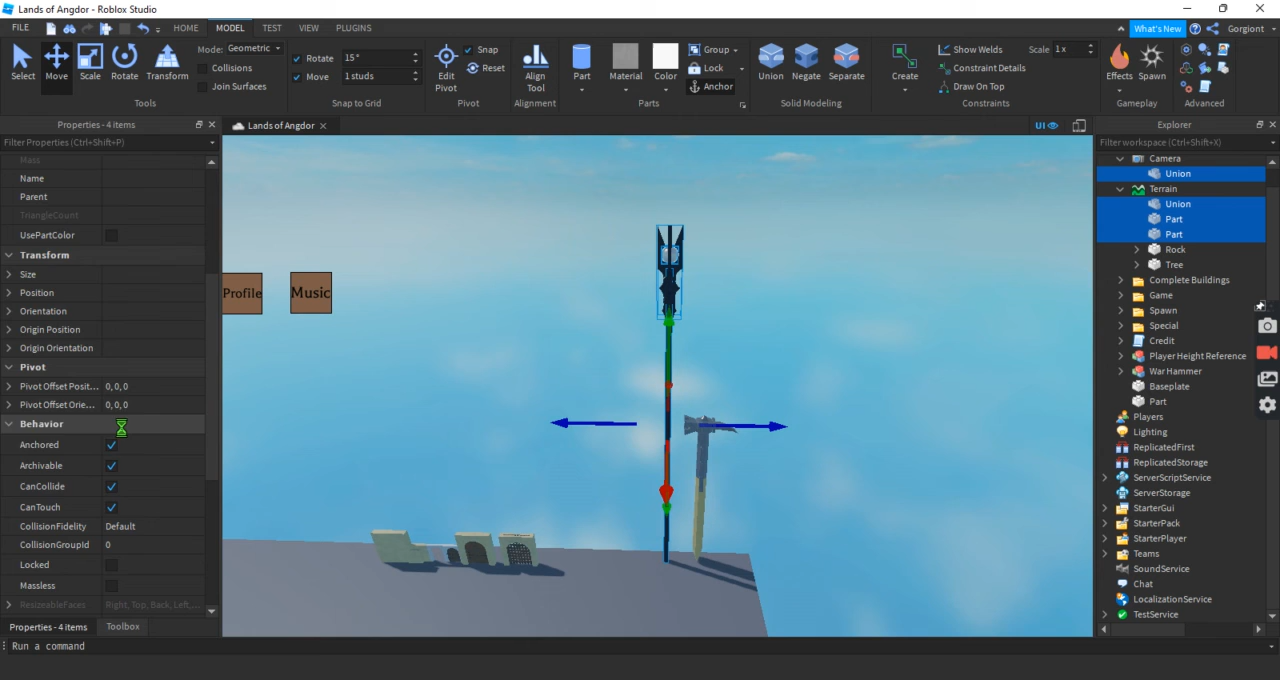 Lands of Angdor - Roblox Studio
FILE HOME MODEL TEST VIEW PLUGINS What's New Gorgiont
Select Move Scale Rotate Transform
Mode: Geometric
Collisions
Join Surfaces
Tools
Rotate 15°
Move 1 studs
Snap to Grid
Edit Pivot
Snap
Reset
Pivot
Align Tool
Alignment
Part Material Color
Group
Lock
Anchor
Parts
Union Negate Separate
Solid Modeling
Create
Show Welds Scale 1 x
Constraint Details
Draw On Top
Constraints
Effects Spawn
Gameplay
Advanced
Properties - 4 items
Filter Properties (Ctrl+Shift+P)
Mass
Name
Parent
TriangleCount
UsePartColor
Transform
Size
Position
Orientation
Origin Position
Origin Orientation
Pivot
Pivot Offset Posit... 0, 0, 0
Pivot Offset Orie... 0, 0, 0
Behavior
Anchored
Archivable
CanCollide
CanTouch
CollisionFidelity Default
CollisionGroupId 0
Locked
Massless
ResizeableFaces Right, Top, Back, Left,...
Properties - 4 items Toolbox
Run a command
Lands of Angdor
UI
Profile
Music
Explorer
Filter workspace (Ctrl+Shift+X)
Camera
Union
Terrain
Union
Part
Part
Rock
Tree
Complete Buildings
Game
Spawn
Special
Credit
Player Height Reference
War Hammer
Baseplate
Part
Players
Lighting
ReplicatedFirst
ReplicatedStorage
ServerScriptService
ServerStorage
StarterGui
StarterPack
StarterPlayer
Teams
SoundService
Chat
LocalizationService
TestService